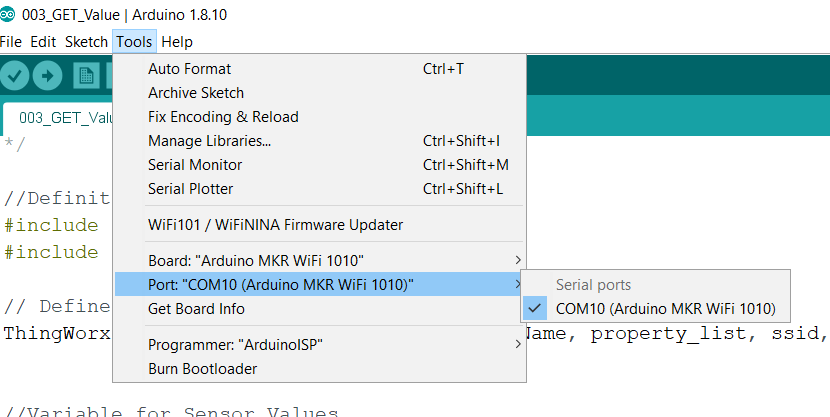 003_GET_Value | Arduino 1.8.10
File Edit Sketch Tools Help
Auto Format Ctrl+T
Archive Sketch
003_GET_Valu
Fix Encoding & Reload
*/
Manage Libraries... Ctrl+Shift+I
Serial Monitor Ctrl+Shift+M
//Definit
Serial Plotter Ctrl+Shift+L
#include
WiFi101 / WiFiNINA Firmware Updater
#include
Board: "Arduino MKR WiFi 1010"
Port: "COM10 (Arduino MKR WiFi 1010)"
Serial ports
// Define
Get Board Info
COM10 (Arduino MKR WiFi 1010)
ThingWorx
Name, property_list, ssid,
Programmer: "ArduinoISP"
Burn Bootloader
//Variable for Sensor Values